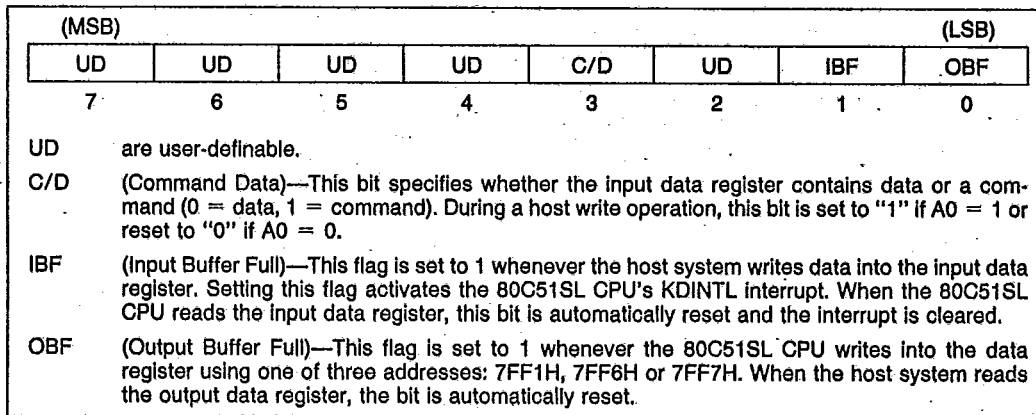 (MSB) (LSB)
UD UD UD UD C/D UD IBF OBF
7 6 5 4 3 2 1 0
UD are user-definable.
C/D (Command Data)—This bit specifies whether the input data register contains data or a com-
mand (0 = data, 1 = command). During a host write operation, this bit is set to "1" if A0 = 1 or
reset to "0" if A0 = 0.
IBF (Input Buffer Full)—This flag is set to 1 whenever the host system writes data into the input data
register. Setting this flag activates the 80C51SL CPU's KDINTL interrupt. When the 80C51SL
CPU reads the input data register, this bit is automatically reset and the interrupt is cleared.
OBF (Output Buffer Full)—This flag is set to 1 whenever the 80C51SL CPU writes into the data
register using one of three addresses: 7FF1H, 7FF6H or 7FF7H. When the host system reads
the output data register, the bit is automatically reset.